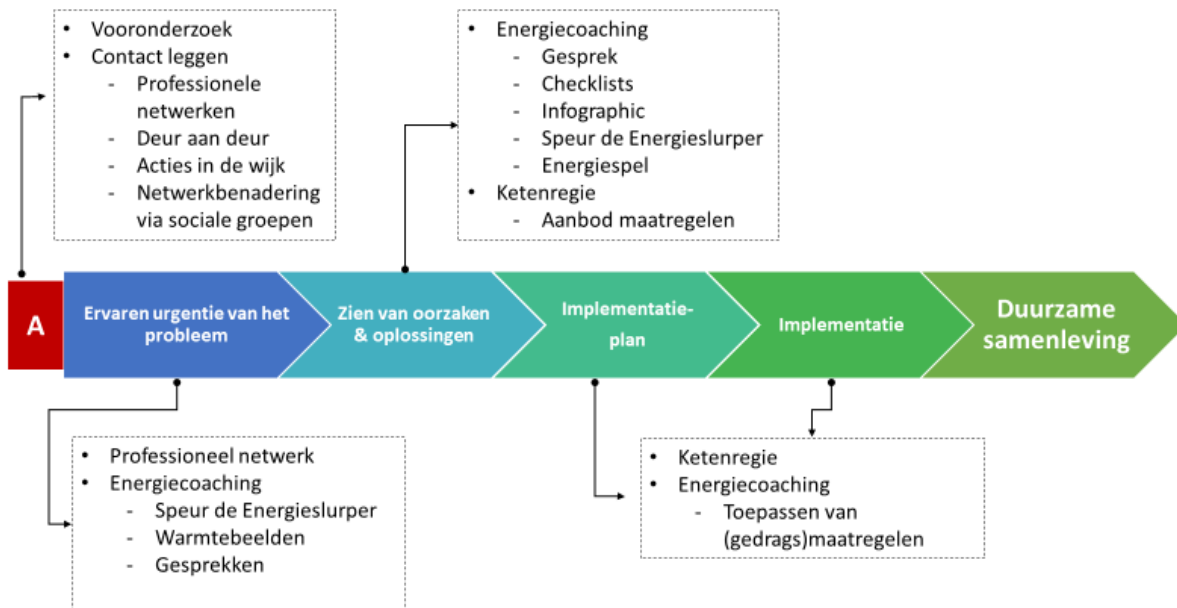 • Vooronderzoek
• Contact leggen
- Professionele
netwerken
- Deur aan deur
- Acties in de wijk
- Netwerkbenadering
via sociale groepen
• Energiecoaching
- Gesprek
- Checklists
- Infographic
- Speur de Energieslurper
- Energiespel
• Ketenregie
- Aanbod maatregelen
A
Ervaren urgentie van het
probleem
Zien van oorzaken
& oplossingen
Implementatie-
plan
Implementatie
Duurzame
samenleving
• Professioneel netwerk
• Energiecoaching
- Speur de Energieslurper
- Warmtebeelden
- Gesprekken
• Ketenregie
• Energiecoaching
- Toepassen van
(gedrags)maatregelen